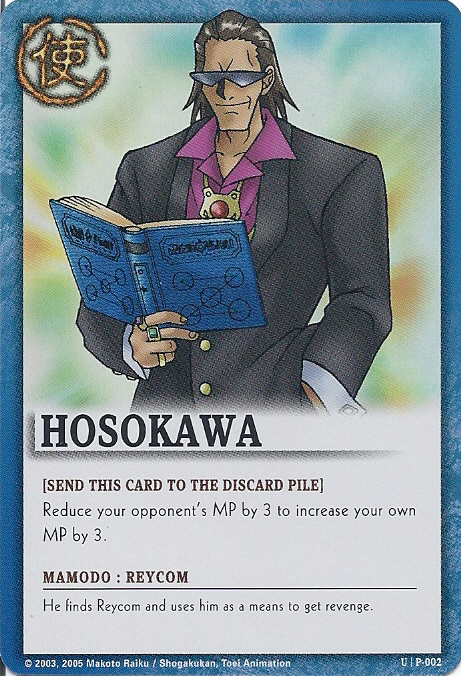 使
HOSOKAWA
[SEND THIS CARD TO THE DISCARD PILE]
Reduce your opponent's MP by 3 to increase your own
MP by 3.
MAMODO : REYCOM
He finds Reycom and uses him as a means to get revenge.
© 2003, 2005 Makoto Raiku / Shogakukan, Toei Animation
U | P-002